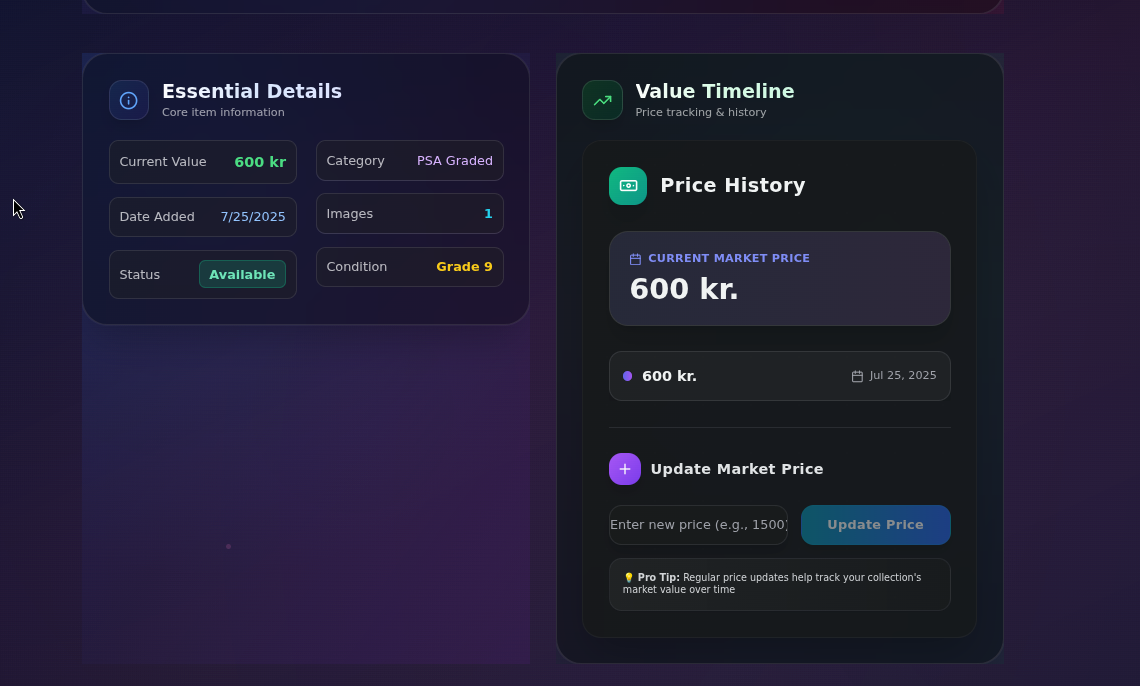 Essential Details
Core item information
Current Value 600 kr
Category PSA Graded
Date Added 7/25/2025
Images 1
Status Available
Condition Grade 9
Value Timeline
Price tracking & history
Price History
CURRENT MARKET PRICE
600 kr.
600 kr. Jul 25, 2025
Update Market Price
Enter new price (e.g., 1500)
Update Price
💡 Pro Tip: Regular price updates help track your collection's
market value over time